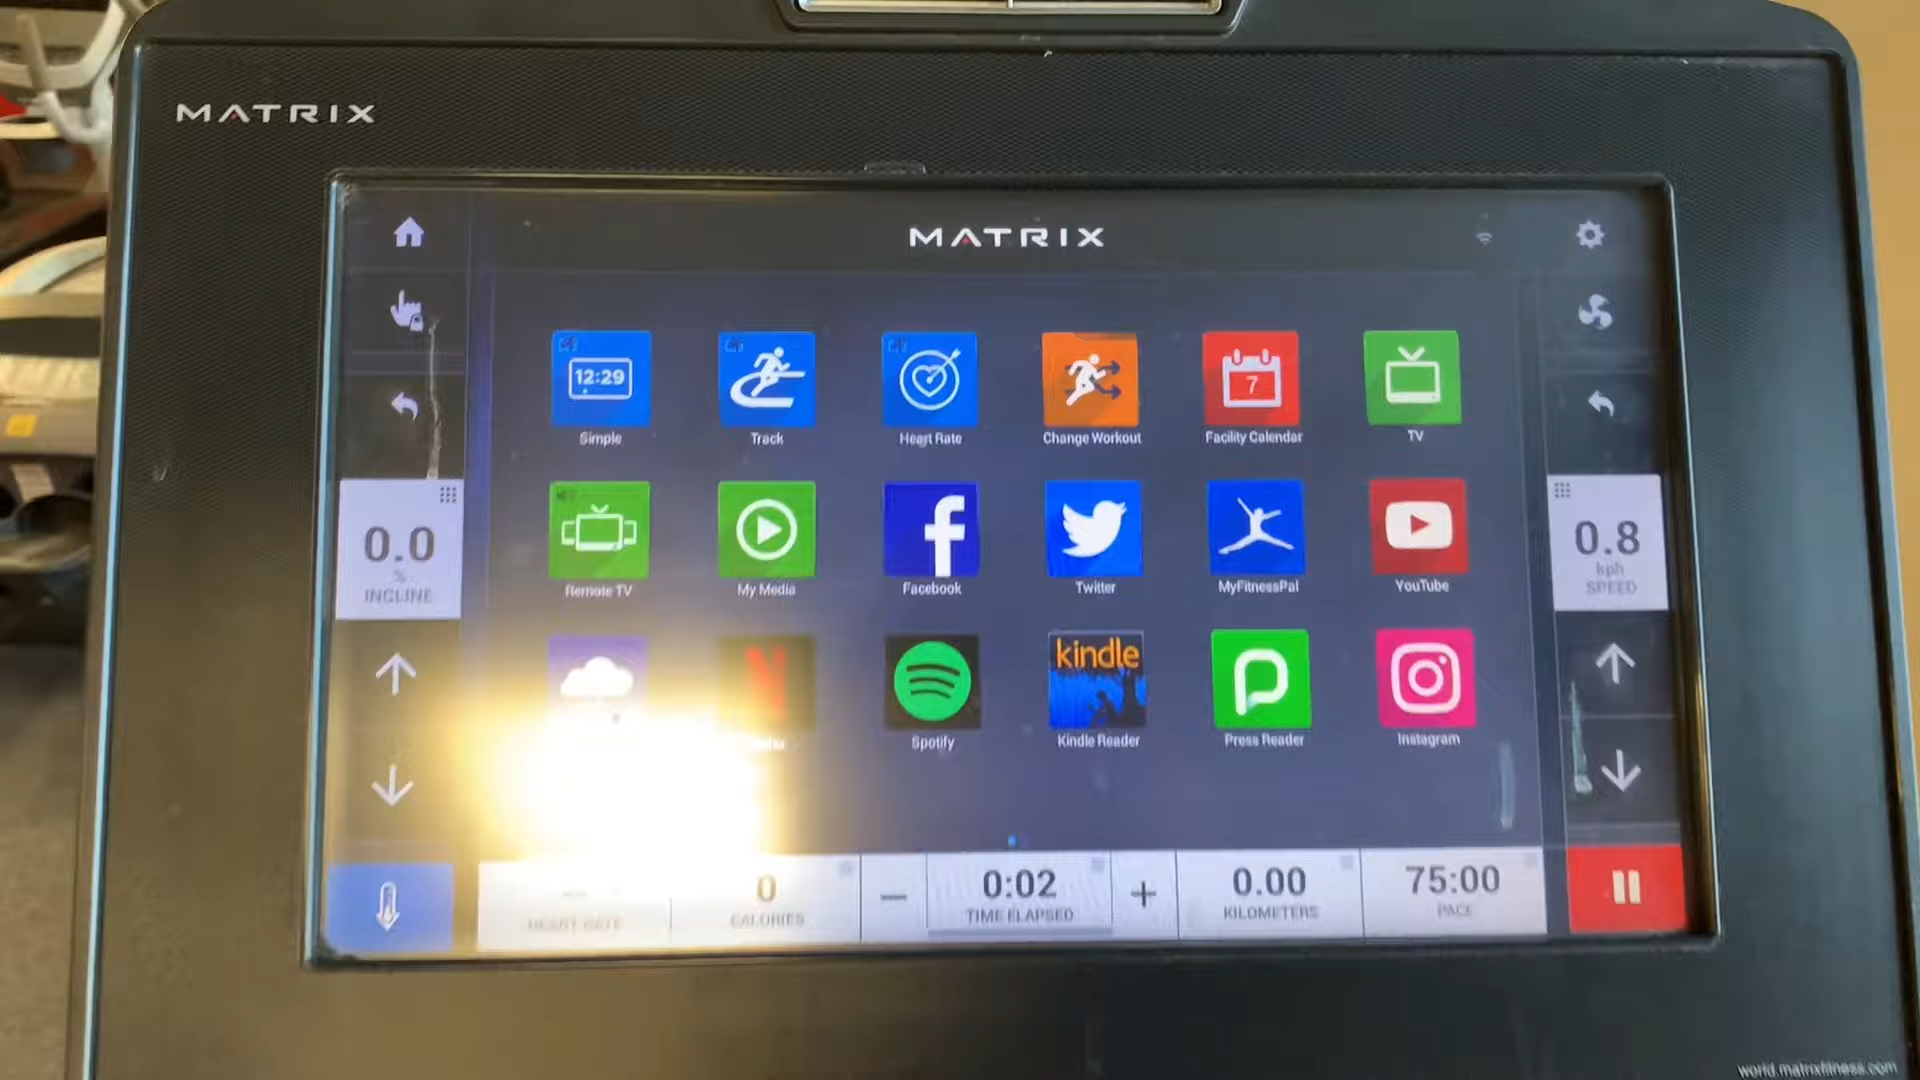 MATRIX
MATRIX
12:29
7
Simple
Track
Heart Rate
Change Workout
Facility Calendar
TV
Remote TV
My Media
Facebook
Twitter
MyFitnessPal
YouTube
kindle
Spotify
Kindle Reader
Press Reader
Instagram
0.0
%
INCLINE
0.8
kph
SPEED
HEART RATE
0
CALORIES
0:02
TIME ELAPSED
0.00
KILOMETERS
75:00
PACE
world.matrixfitness.com